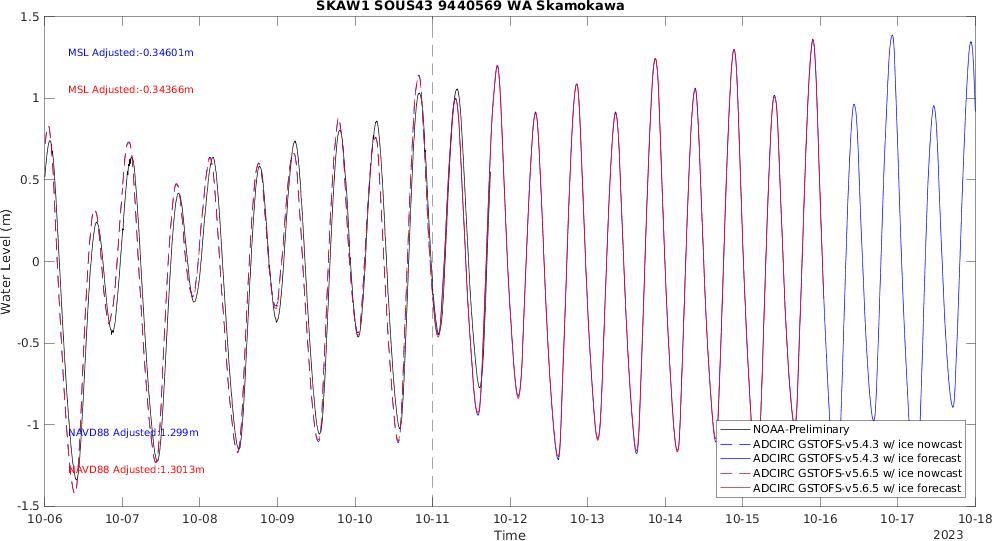 SKAW1 SOUS43 9440569 WA Skamokawa
MSL Adjusted:-0.34601m
MSL Adjusted:-0.34366m
NAVD88 Adjusted:1.299m
NAVD88 Adjusted:1.3013m
Water Level (m)
1.5
1
0.5
0
-0.5
-1
-1.5
NOAA-Preliminary
ADCIRC GSTOFS-v5.4.3 w/ ice nowcast
ADCIRC GSTOFS-v5.4.3 w/ ice forecast
ADCIRC GSTOFS-v5.6.5 w/ ice nowcast
ADCIRC GSTOFS-v5.6.5 w/ ice forecast
10-06 10-07 10-08 10-09 10-10 10-11 10-12 10-13 10-14 10-15 10-16 10-17 10-18
Time
2023